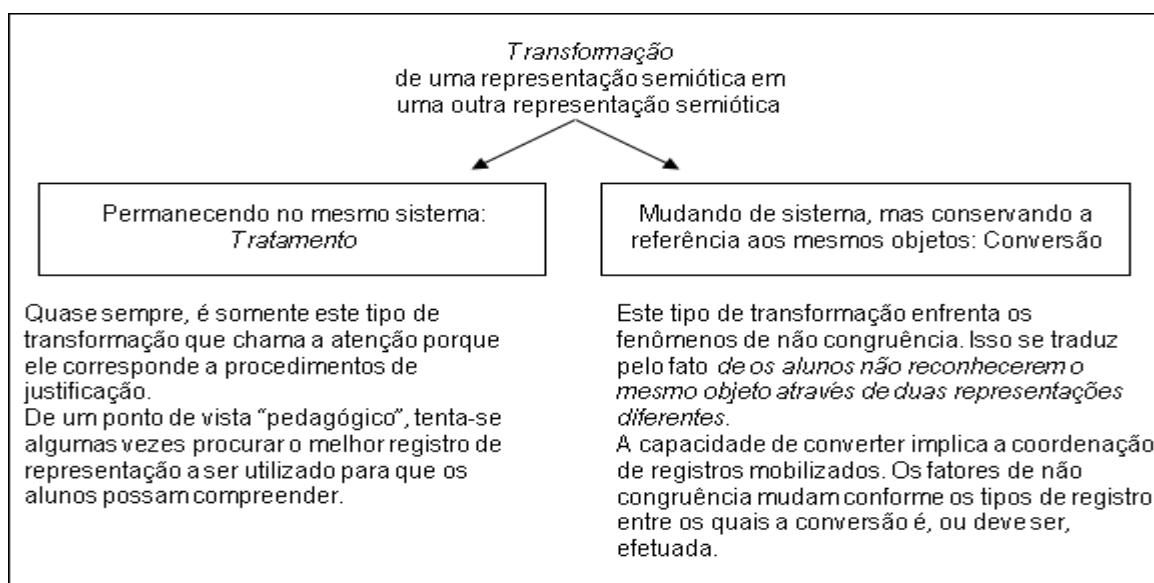 Transformação
de uma representação semiótica em
uma outra representação semiótica
Permanecendo no mesmo sistema:
Tratamento
Mudando de sistema, mas conservando a
referência aos mesmos objetos: Conversão
Quase sempre, é somente este tipo de
transformação que chama a atenção porque
ele corresponde a procedimentos de
justificação.
De um ponto de vista “pedagógico”, tenta-se
algumas vezes procurar o melhor registro de
representação a ser utilizado para que os
alunos possam compreender.
Este tipo de transformação enfrenta os
fenômenos de não congruência. Isso se traduz
pelo fato de os alunos não reconhecerem o
mesmo objeto através de duas representações
diferentes.
A capacidade de converter implica a coordenação
de registros mobilizados. Os fatores de não
congruência mudam conforme os tipos de registro
entre os quais a conversão é, ou deve ser,
efetuada.